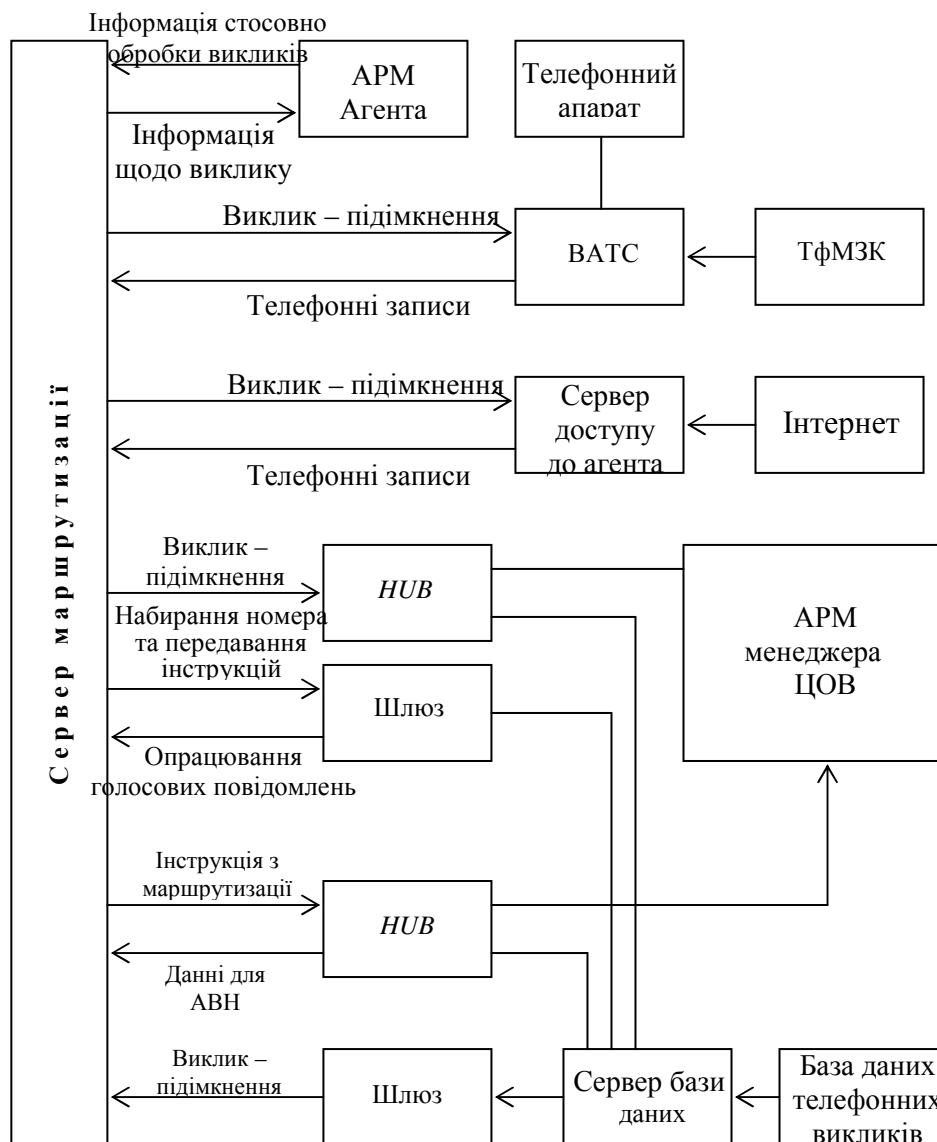 Інформація стосовно
обробки викликів
АРМ
Агента
Телефонний
апарат
Інформація
щодо виклику
Виклик – підімкнення
ВАТС
ТфМЗК
Телефонні записи
Виклик – підімкнення
Сервер
доступу
до агента
Інтернет
Телефонні записи
Сервер маршрутизації
Виклик –
підімкнення
HUB
Набирання номера
та передавання
інструкцій
АРМ
менеджера
ЦОВ
Шлюз
Опрацювання
голосових повідомлень
Інструкція з
маршрутизації
HUB
Данні для
АВН
Виклик –
підімкнення
Шлюз
Сервер бази
даних
База даних
телефонних
викликів